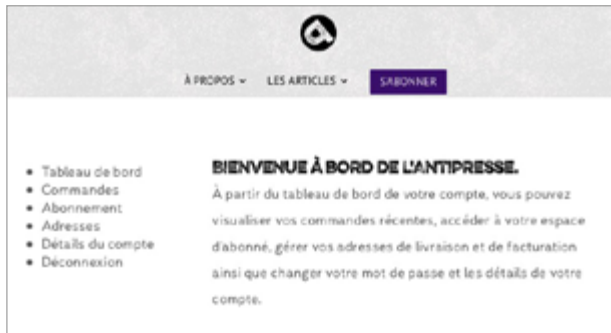 À PROPOS LES ARTICLES SABONNER
Tableau de bord
Commandes
Abonnement
Adresses
Détails du compte
Déconnexion
BIENVENUE À BORD DE L'ANTIPRESSE.
À partir du tableau de bord de votre compte, vous pouvez
visualiser vos commandes récentes, accéder à votre espace
d'abonné, gérer vos adresses de livraison et de facturation
ainsi que changer votre mot de passe et les détails de votre
compte.